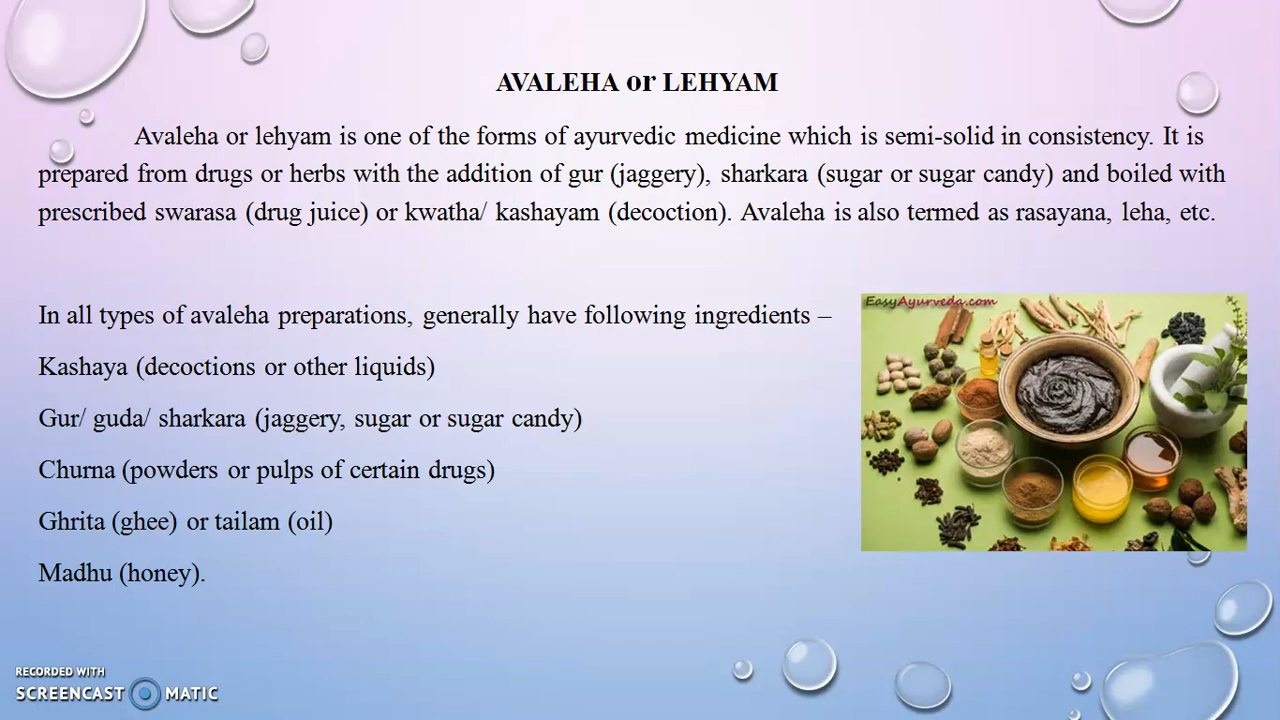 AVALEHA or LEHYAM
Avaleha or lehyam is one of the forms of ayurvedic medicine which is semi-solid in consistency. It is
prepared from drugs or herbs with the addition of gur (jaggery), sharkara (sugar or sugar candy) and boiled with
prescribed swarasa (drug juice) or kwatha/ kashayam (decoction). Avaleha is also termed as rasayana, leha, etc.
In all types of avaleha preparations, generally have following ingredients –
EasyAyurveda.com
Kashaya (decoctions or other liquids)
Gur/ guda/ sharkara (jaggery, sugar or sugar candy)
Churna (powders or pulps of certain drugs)
Ghrita (ghee) or tailam (oil)
Madhu (honey).
RECORDED WITH
SCREENCAST MATIC